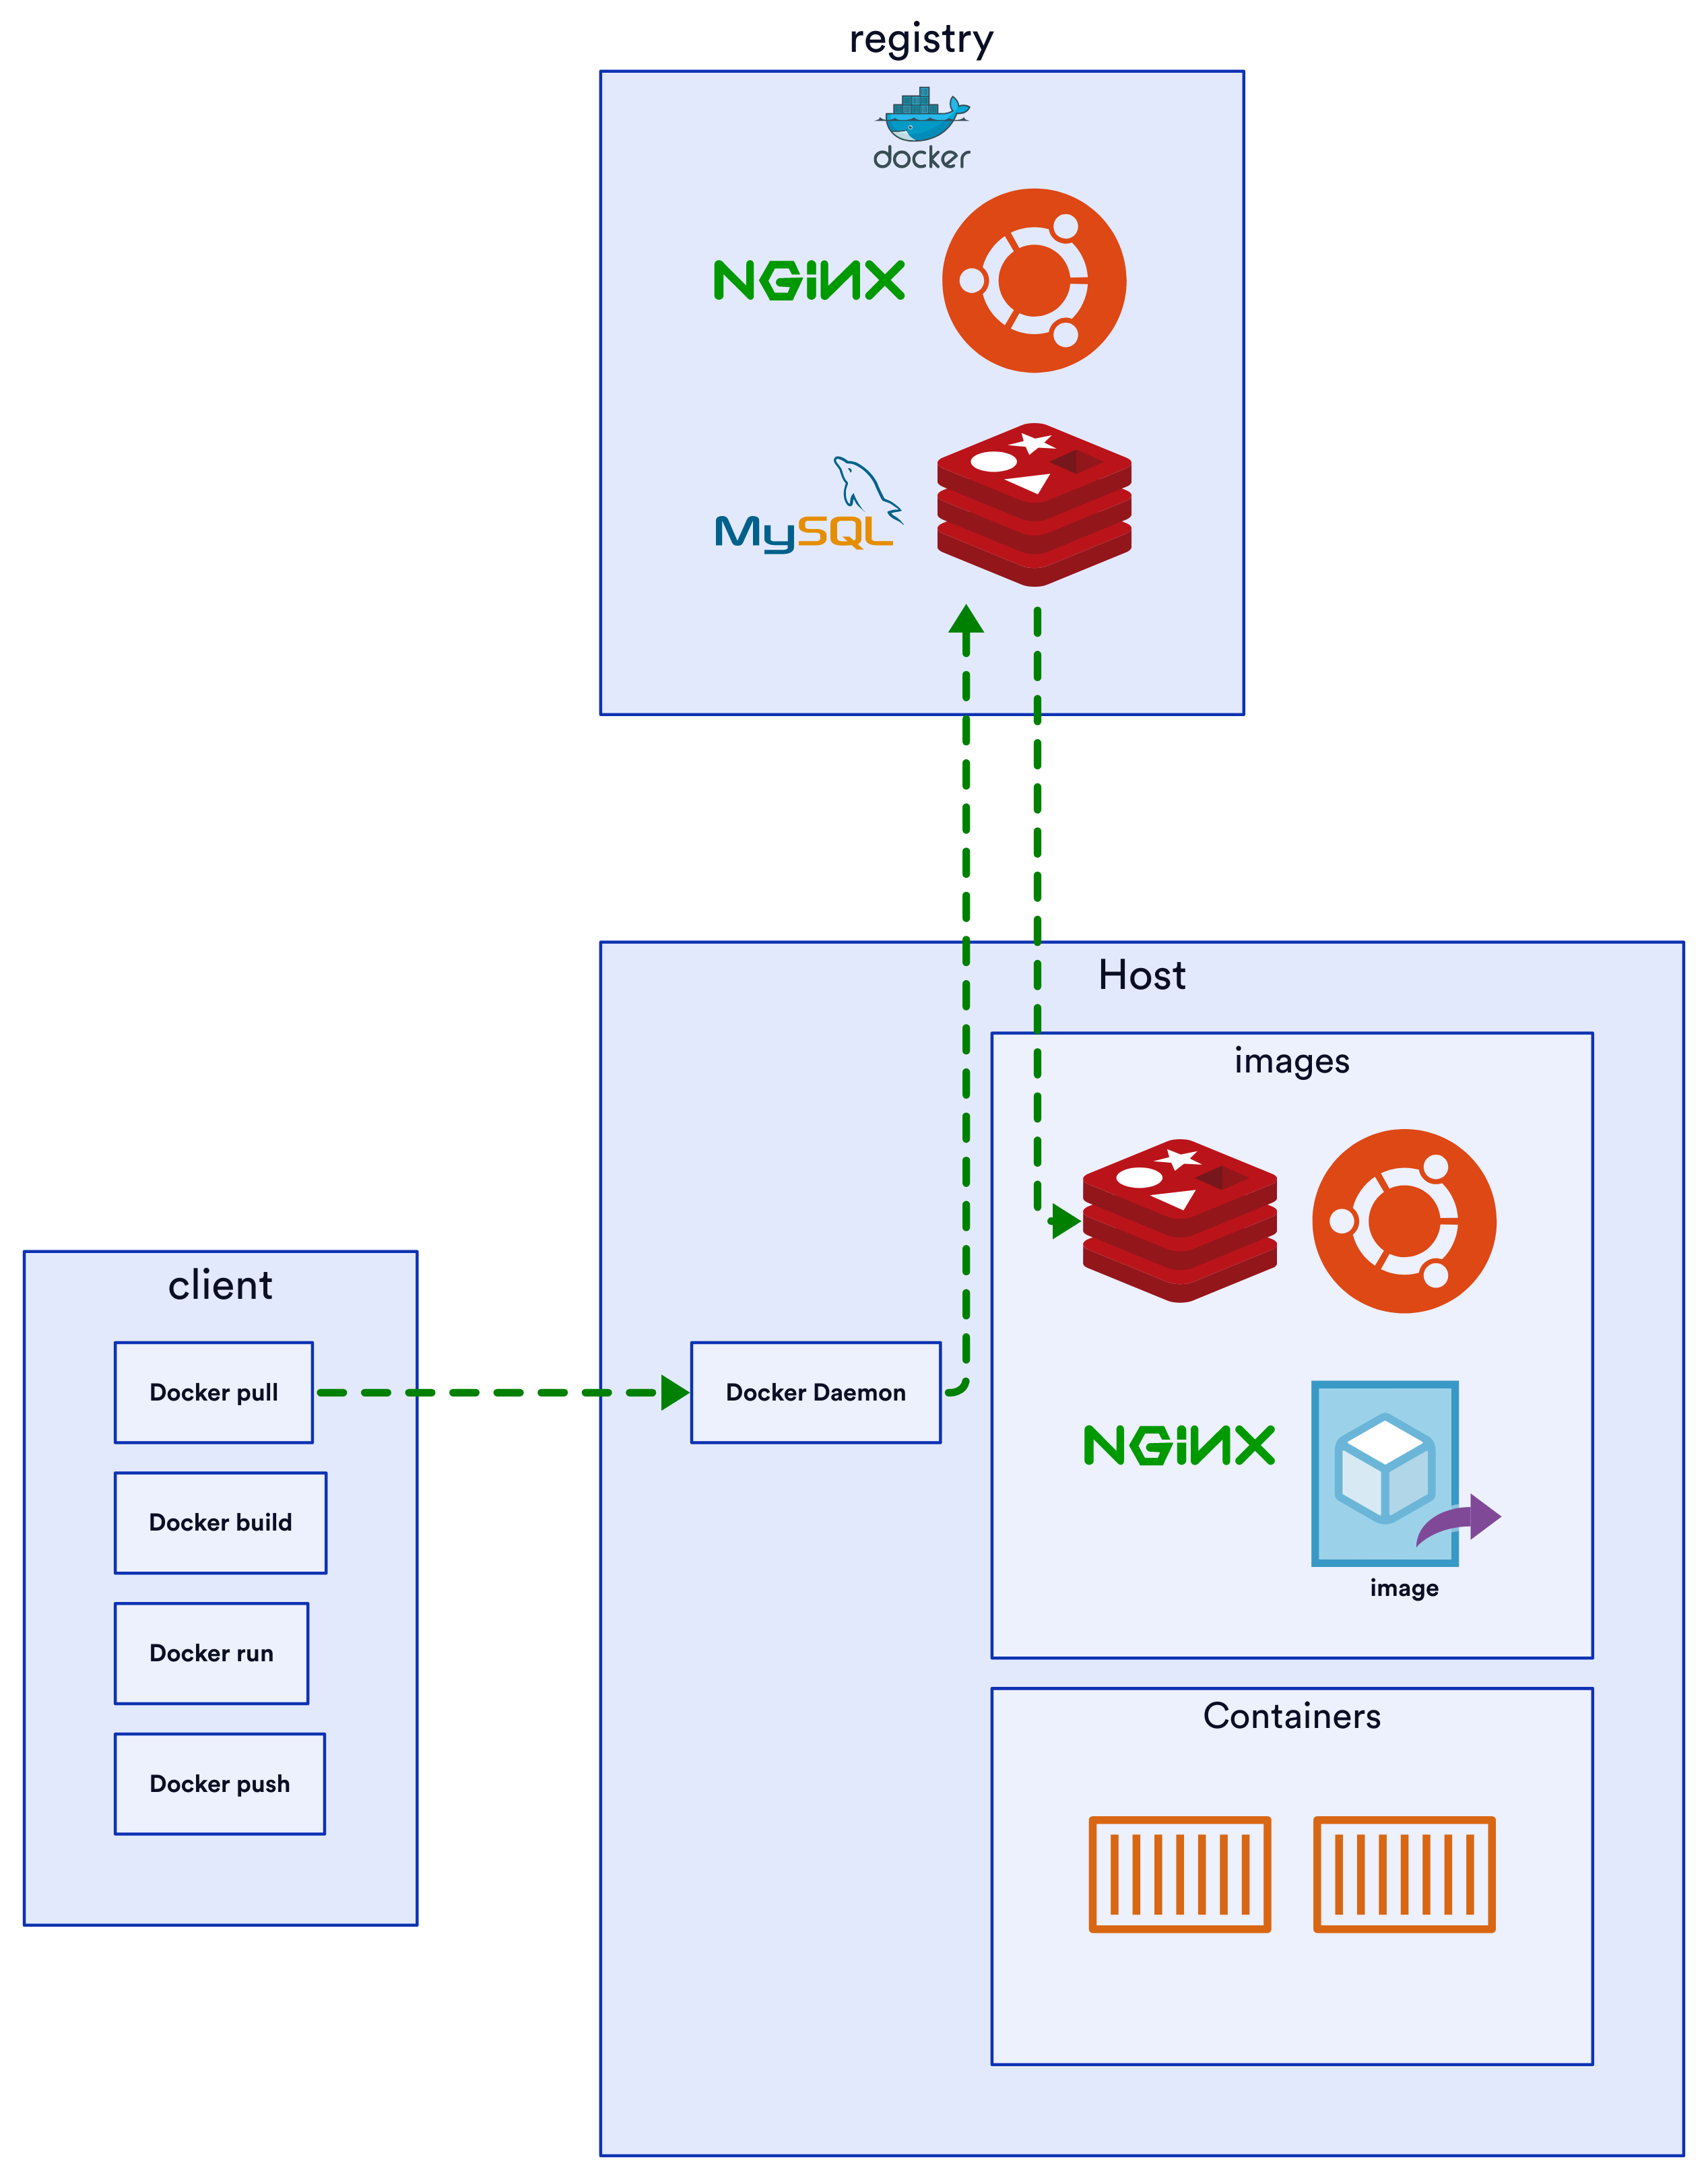 registry
docker
NGINX
MySQL
Host
images
client
Docker pull
Docker Daemon
NGINX
Docker build
image
Docker run
Containers
Docker push